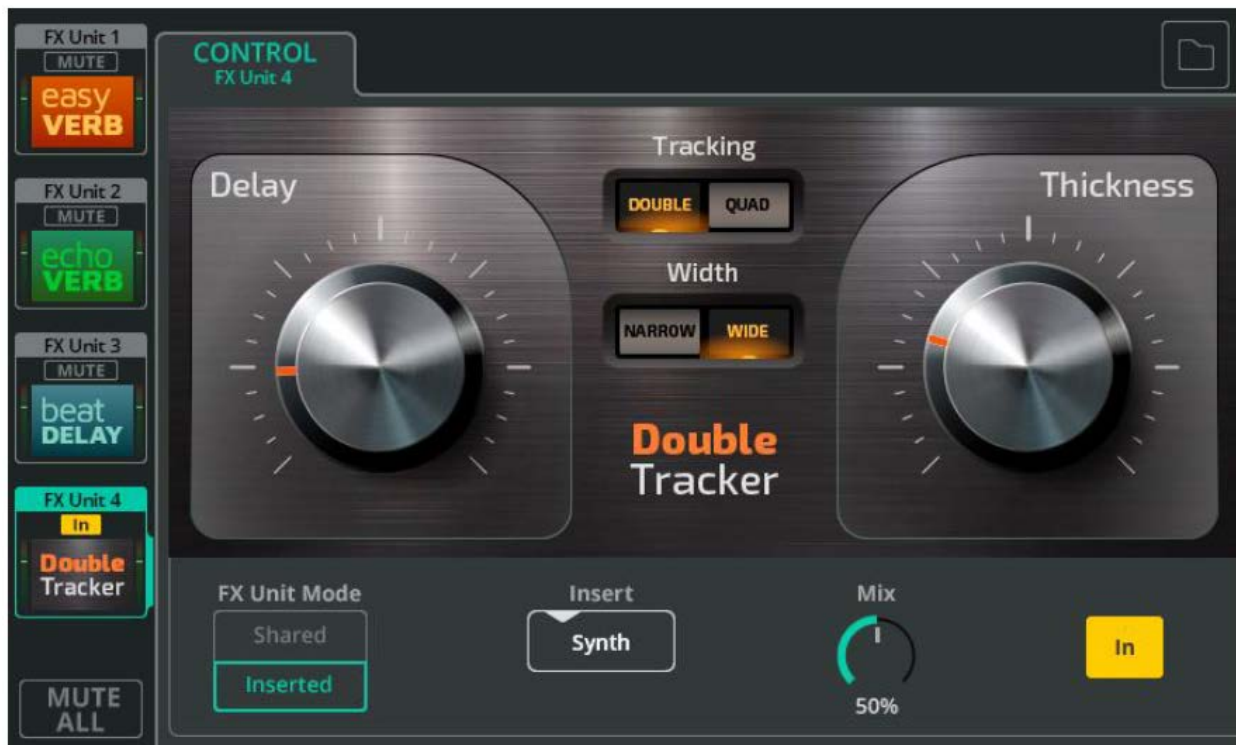 FX Unit 1
MUTE
easy
VERB
FX Unit 2
MUTE
echo
VERB
FX Unit 3
MUTE
beat
DELAY
FX Unit 4
In
Double
Tracker
MUTE
ALL
CONTROL
FX Unit 4
Delay
Tracking
DOUBLE QUAD
Width
NARROW WIDE
Double
Tracker
Thickness
FX Unit Mode
Shared
Inserted
Insert
Synth
Mix
50%
In